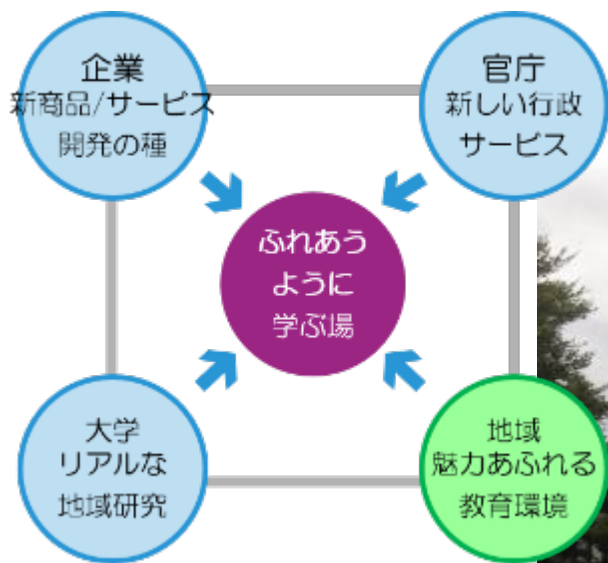 企業
新商品/サービス
開発の種
官庁
新しい行政
サービス
ふれあう
ように
学ぶ場
大学
リアルな
地域研究
地域
魅力あふれる
教育環境